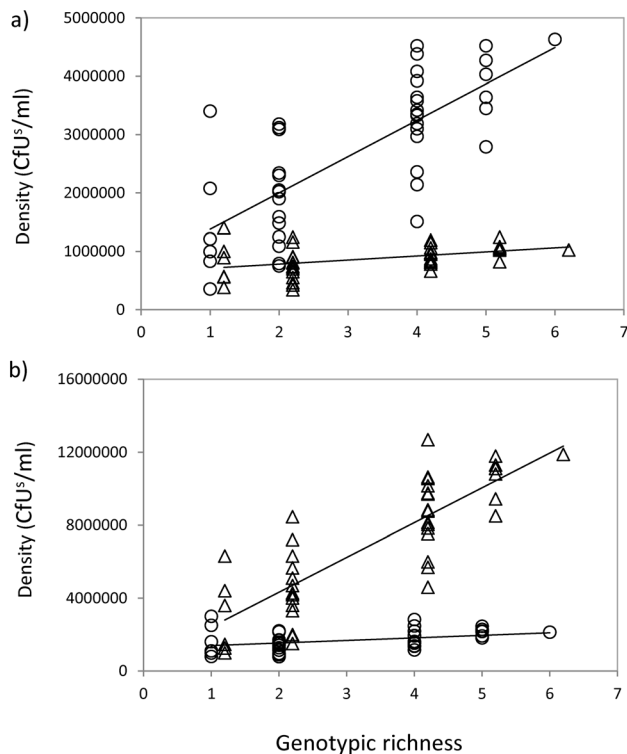 a)
Density (CfUˢ/ml)
5000000
4000000
3000000
2000000
1000000
0
0 1 2 3 4 5 6 7
b)
Density (CfUˢ/ml)
16000000
12000000
8000000
4000000
0
0 1 2 3 4 5 6 7
Genotypic richness